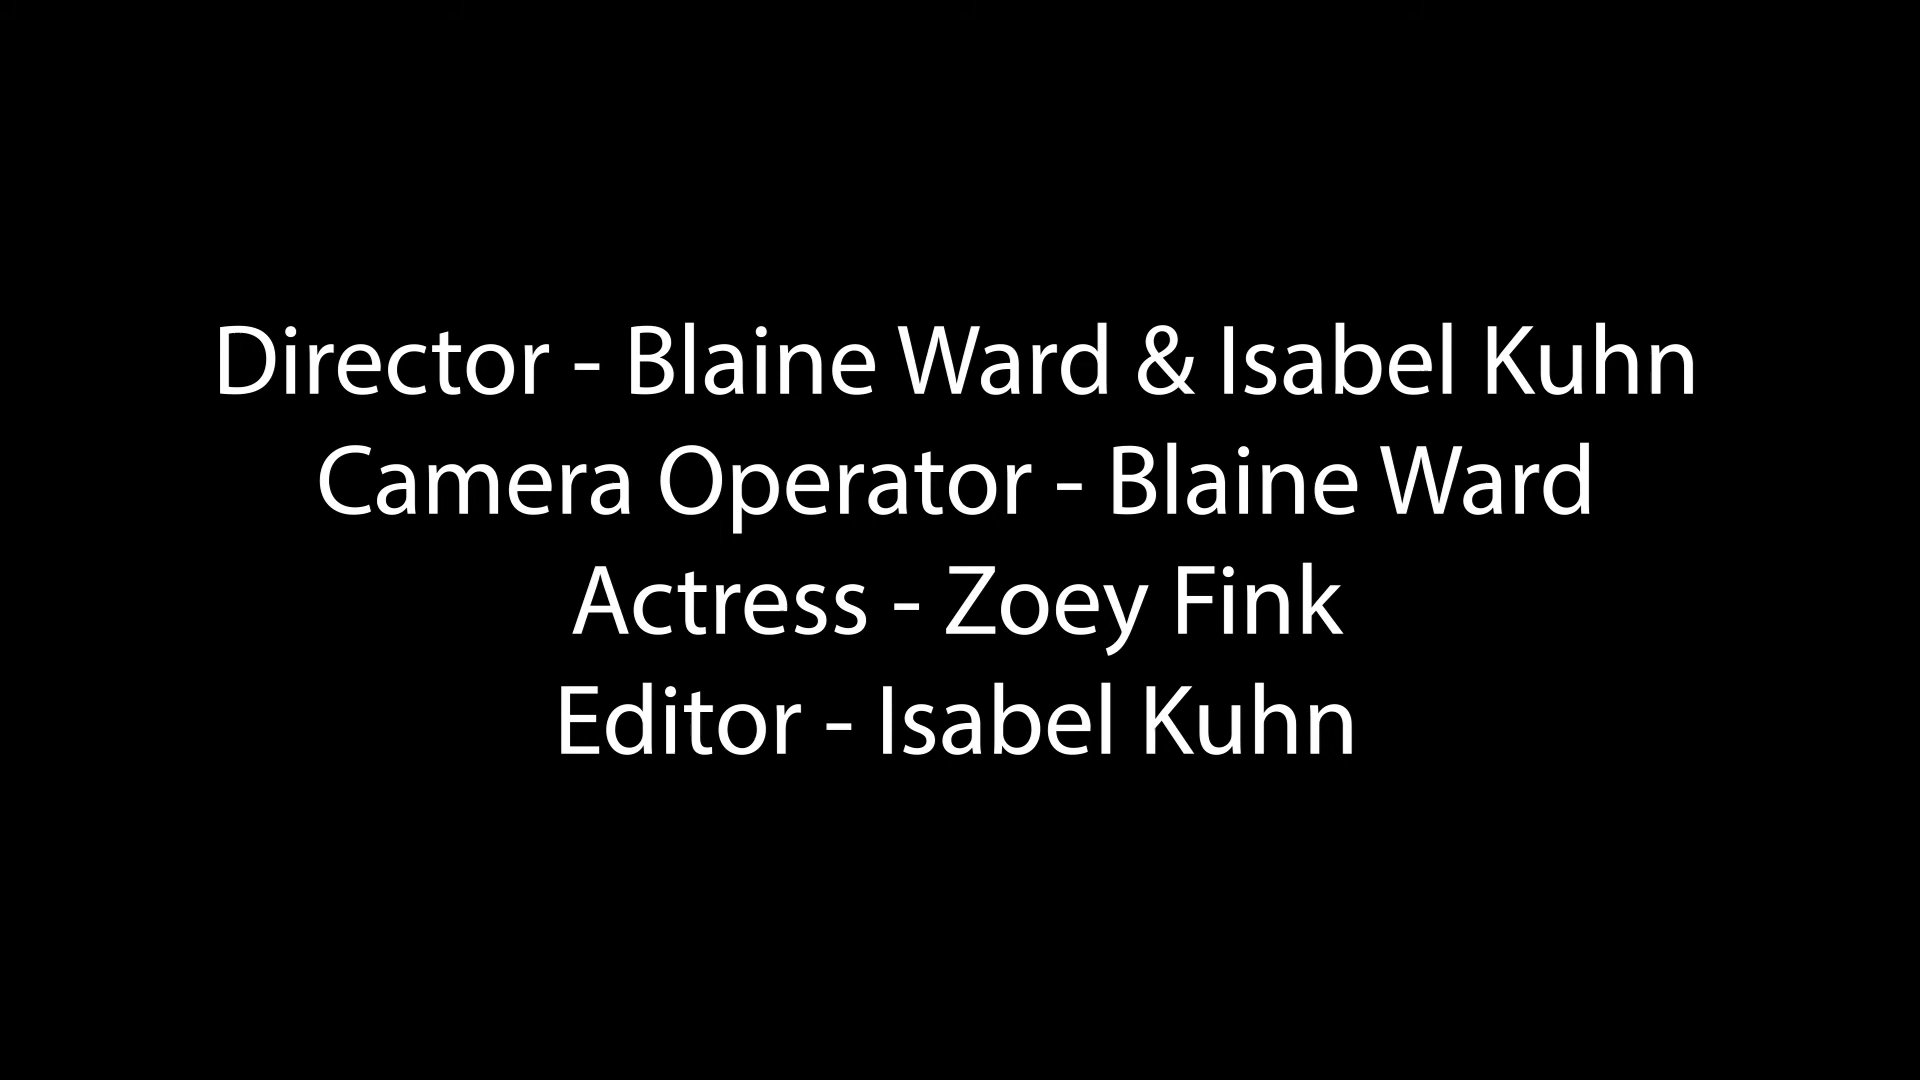 Director - Blaine Ward & Isabel Kuhn
Camera Operator - Blaine Ward
Actress - Zoey Fink
Editor - Isabel Kuhn